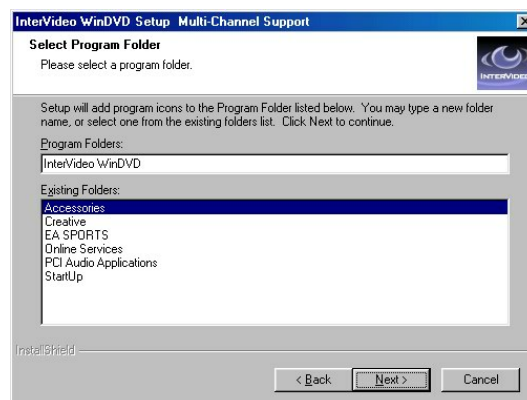 InterVideo WinDVD Setup  Multi-Channel Support
Select Program Folder
Please select a program folder.
INTERVIDEO
Setup will add program icons to the Program Folder listed below.  You may type a new folder
name, or select one from the existing folders list.  Click Next to continue.
Program Folders:
InterVideo WinDVD
Existing Folders:
Accessories
Creative
EA SPORTS
Online Services
PCI Audio Applications
StartUp
InstallShield
< Back
Next >
Cancel